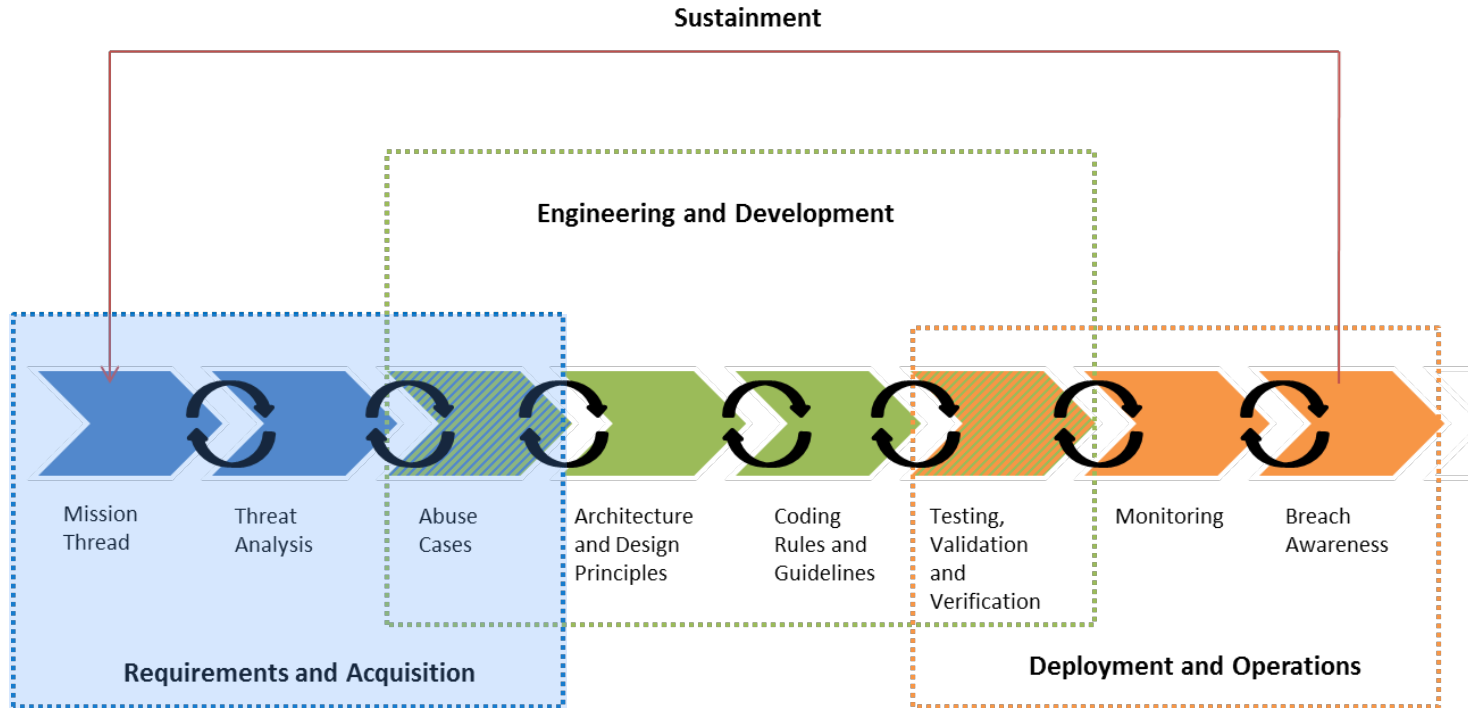 Sustainment
Engineering and Development
Mission
Thread
Threat
Analysis
Abuse
Cases
Architecture
and Design
Principles
Coding
Rules and
Guidelines
Testing,
Validation
and
Verification
Monitoring
Breach
Awareness
Requirements and Acquisition
Deployment and Operations